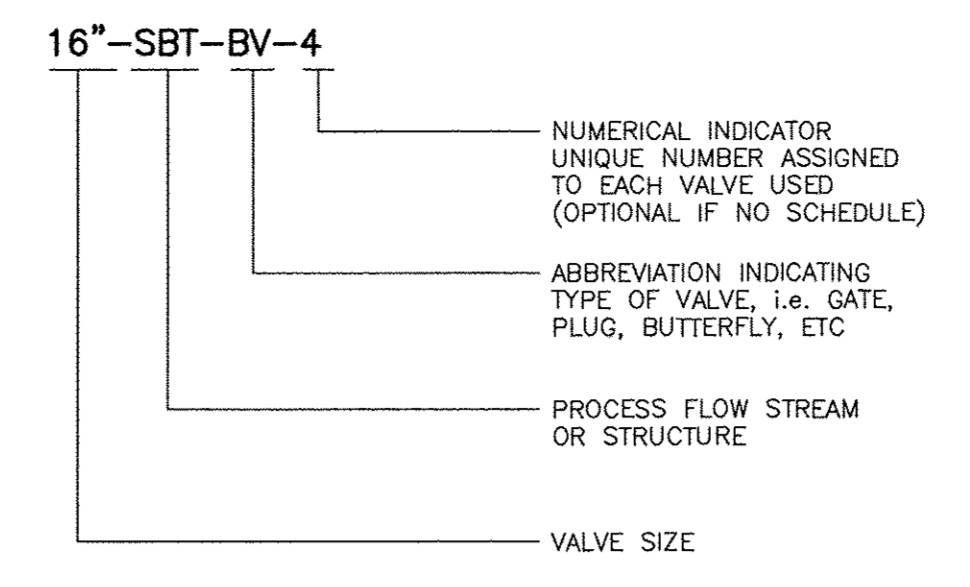 16"-SBT-BV-4
NUMERICAL INDICATOR
UNIQUE NUMBER ASSIGNED
TO EACH VALVE USED
(OPTIONAL IF NO SCHEDULE)
ABBREVIATION INDICATING
TYPE OF VALVE, i.e. GATE,
PLUG, BUTTERFLY, ETC
PROCESS FLOW STREAM
OR STRUCTURE
VALVE SIZE